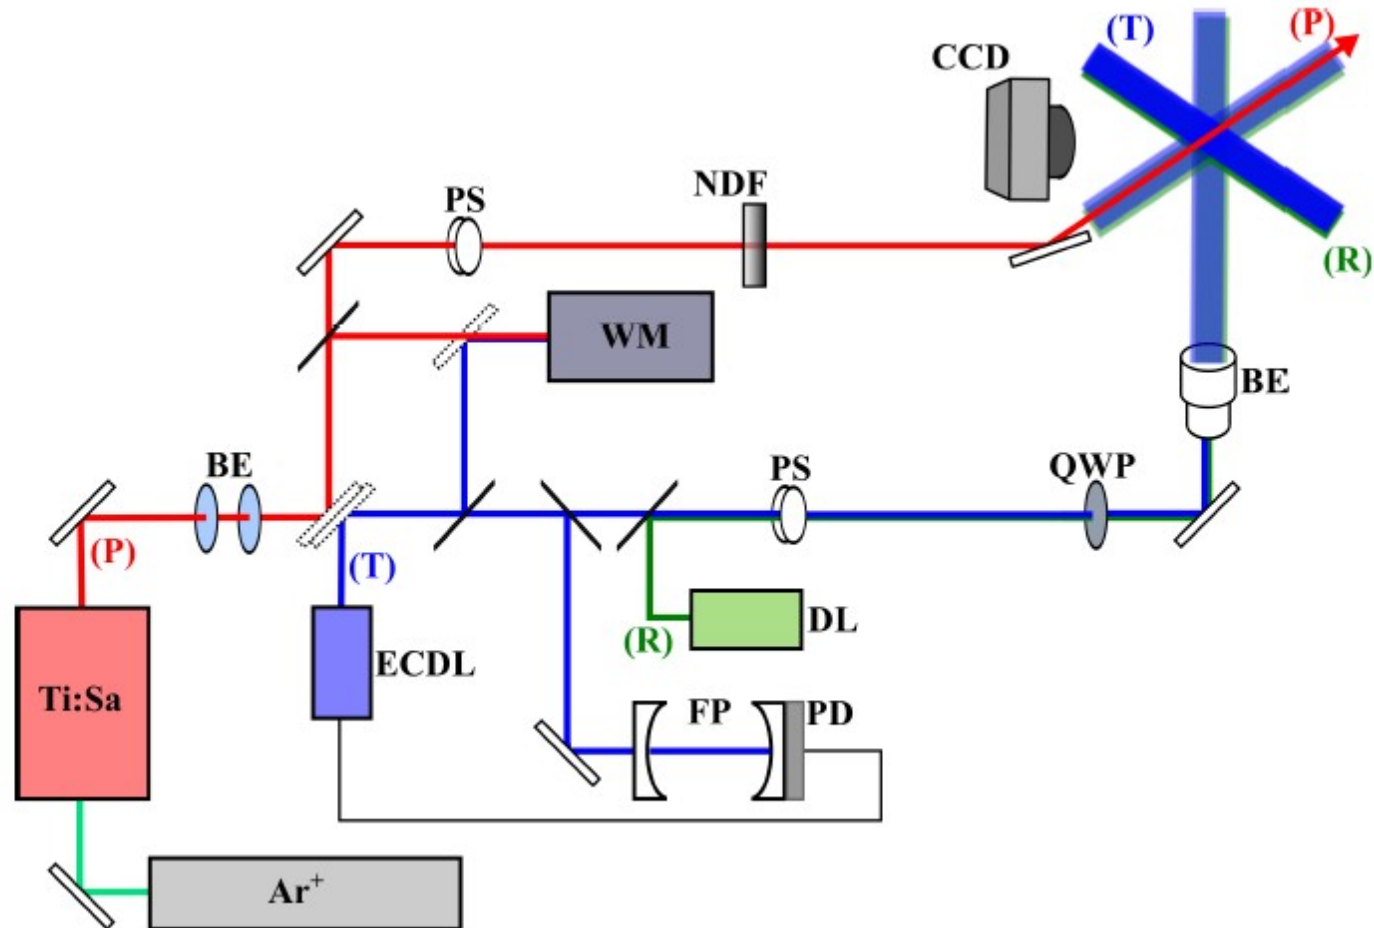 (T)
(P)
CCD
NDF
PS
(R)
WM
BE
BE
PS
QWP
(P)
(T)
DL
(R)
ECDL
Ti:Sa
FP
PD
Ar⁺